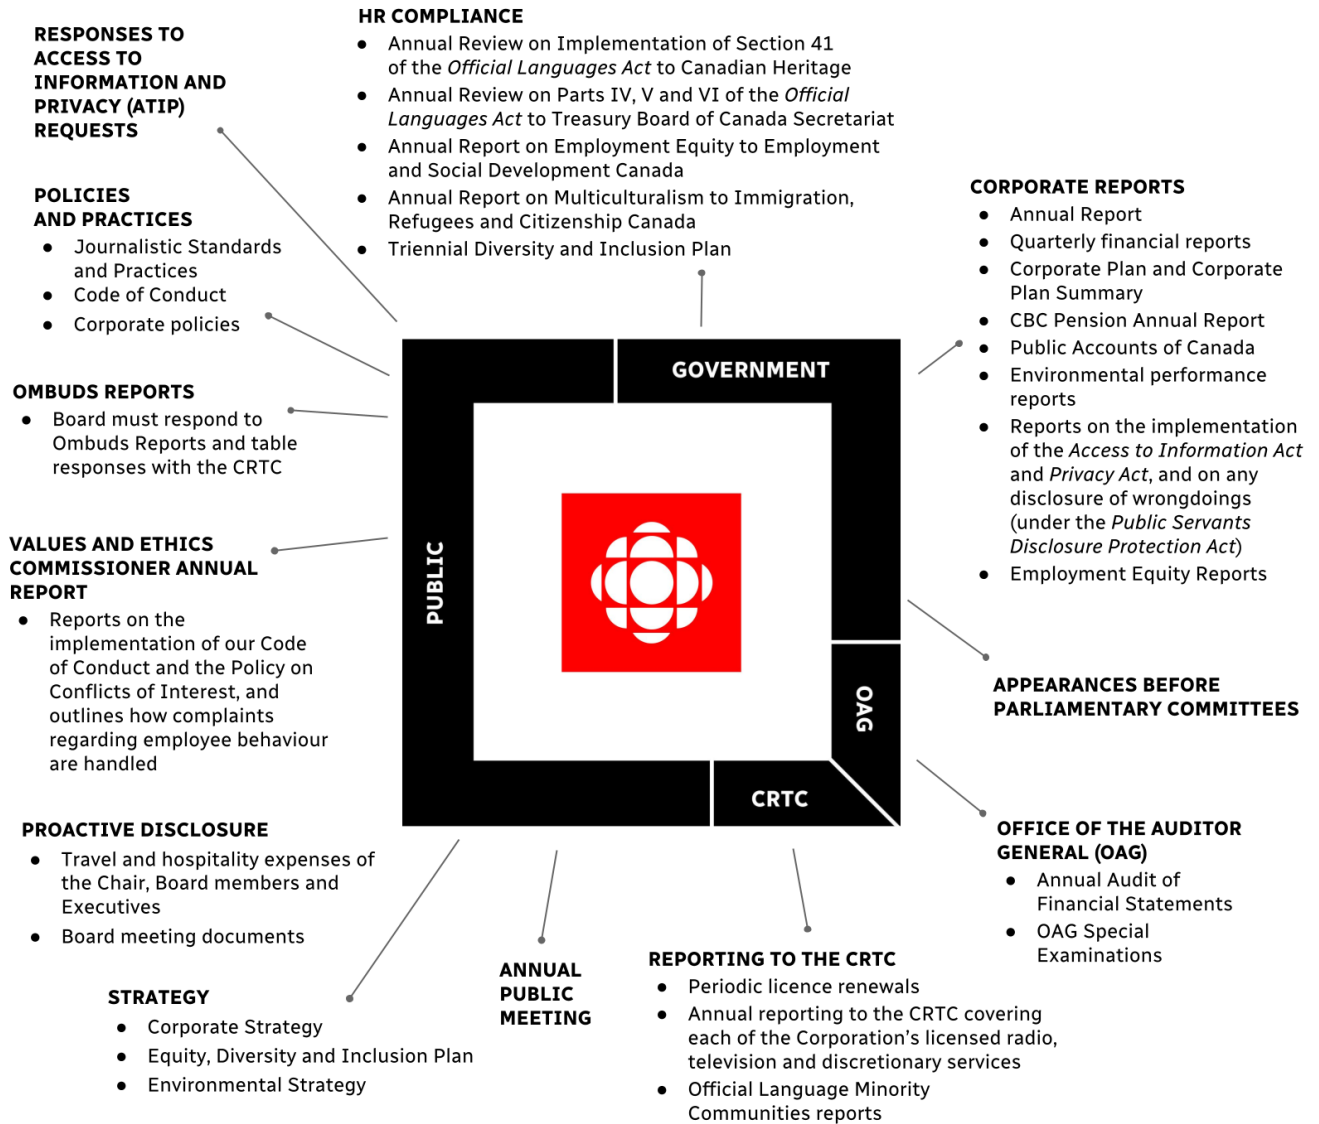 RESPONSES TO
ACCESS TO
INFORMATION AND
PRIVACY (ATIP)
REQUESTS
POLICIES
AND PRACTICES
● Journalistic Standards
and Practices
● Code of Conduct
● Corporate policies
OMBUDS REPORTS
● Board must respond to
Ombuds Reports and table
responses with the CRTC
VALUES AND ETHICS
COMMISSIONER ANNUAL
REPORT
● Reports on the
implementation of our Code
of Conduct and the Policy on
Conflicts of Interest, and
outlines how complaints
regarding employee behaviour
are handled
PROACTIVE DISCLOSURE
● Travel and hospitality expenses of
the Chair, Board members and
Executives
● Board meeting documents
STRATEGY
● Corporate Strategy
● Equity, Diversity and Inclusion Plan
● Environmental Strategy
HR COMPLIANCE
● Annual Review on Implementation of Section 41
of the Official Languages Act to Canadian Heritage
● Annual Review on Parts IV, V and VI of the Official
Languages Act to Treasury Board of Canada Secretariat
● Annual Report on Employment Equity to Employment
and Social Development Canada
● Annual Report on Multiculturalism to Immigration,
Refugees and Citizenship Canada
● Triennial Diversity and Inclusion Plan
GOVERNMENT
PUBLIC
OAG
CRTC
ANNUAL
PUBLIC
MEETING
REPORTING TO THE CRTC
● Periodic licence renewals
● Annual reporting to the CRTC covering
each of the Corporation’s licensed radio,
television and discretionary services
● Official Language Minority
Communities reports
CORPORATE REPORTS
● Annual Report
● Quarterly financial reports
● Corporate Plan and Corporate
Plan Summary
● CBC Pension Annual Report
● Public Accounts of Canada
● Environmental performance
reports
● Reports on the implementation
of the Access to Information Act
and Privacy Act, and on any
disclosure of wrongdoings
(under the Public Servants
Disclosure Protection Act)
● Employment Equity Reports
APPEARANCES BEFORE
PARLIAMENTARY COMMITTEES
OFFICE OF THE AUDITOR
GENERAL (OAG)
● Annual Audit of
Financial Statements
● OAG Special
Examinations